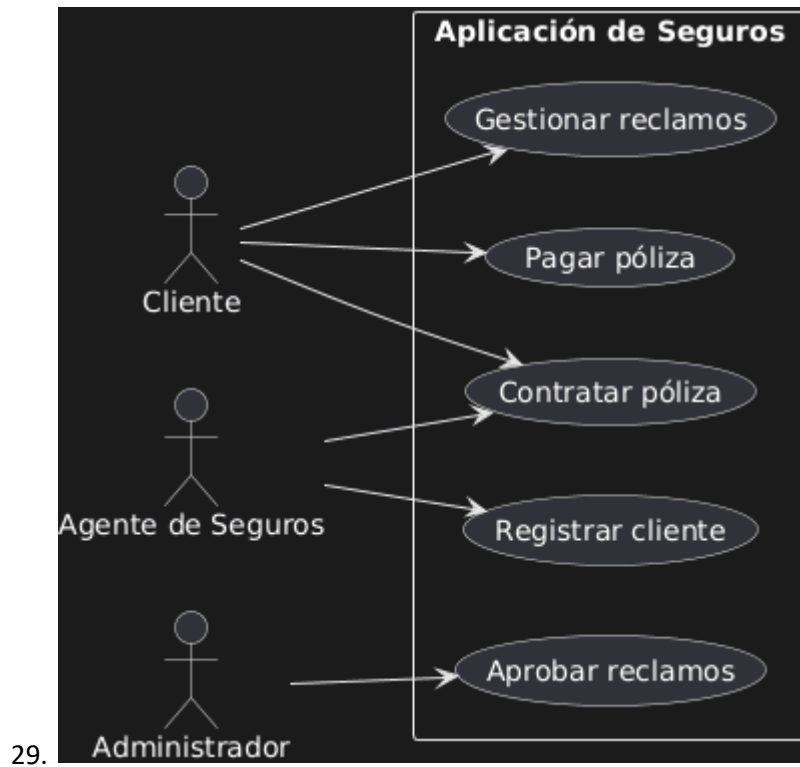 Aplicación de Seguros
Gestionar reclamos
Pagar póliza
Cliente
Contratar póliza
Agente de Seguros
Registrar cliente
Aprobar reclamos
Administrador
29.